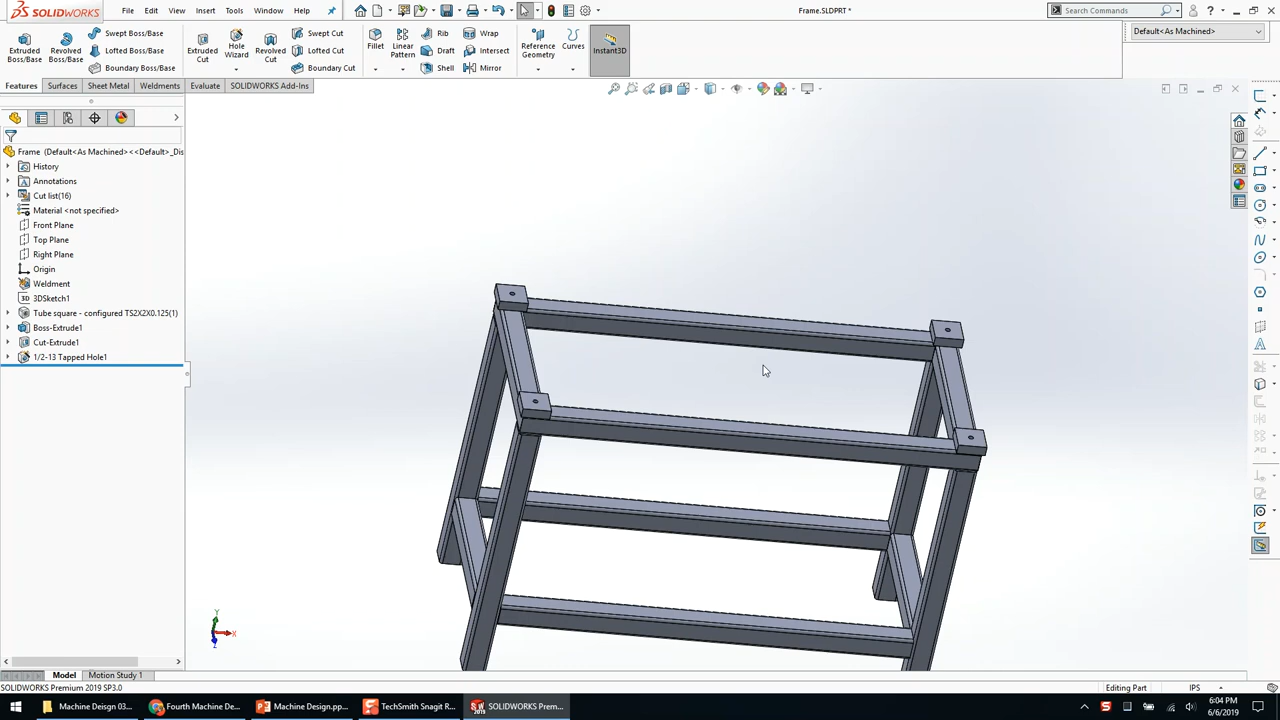 SOLIDWORKS
File
Edit
View
Insert
Tools
Window
Help
Frame.SLDPRT *
Search Commands
Extruded Boss/Base
Revolved Boss/Base
Swept Boss/Base
Lofted Boss/Base
Boundary Boss/Base
Extruded Cut
Hole Wizard
Revolved Cut
Swept Cut
Lofted Cut
Boundary Cut
Fillet
Linear Pattern
Rib
Draft
Shell
Wrap
Intersect
Mirror
Reference Geometry
Curves
Instant3D
Default<As Machined>
Features
Surfaces
Sheet Metal
Weldments
Evaluate
SOLIDWORKS Add-Ins
Frame (Default<As Machined><<Default>_Dis
History
Annotations
Cut list(16)
Material <not specified>
Front Plane
Top Plane
Right Plane
Origin
Weldment
3D 3DSketch1
Tube square - configured TS2X2X0.125(1)
Boss-Extrude1
Cut-Extrude1
1/2-13 Tapped Hole1
Y
X
Z
Model
Motion Study 1
SOLIDWORKS Premium 2019 SP3.0
Editing Part
IPS
Machine Deisgn 03...
Fourth Machine De...
Machine Design.pp...
TechSmith Snagit R...
SOLIDWORKS Prem...
6:04 PM
6/6/2019